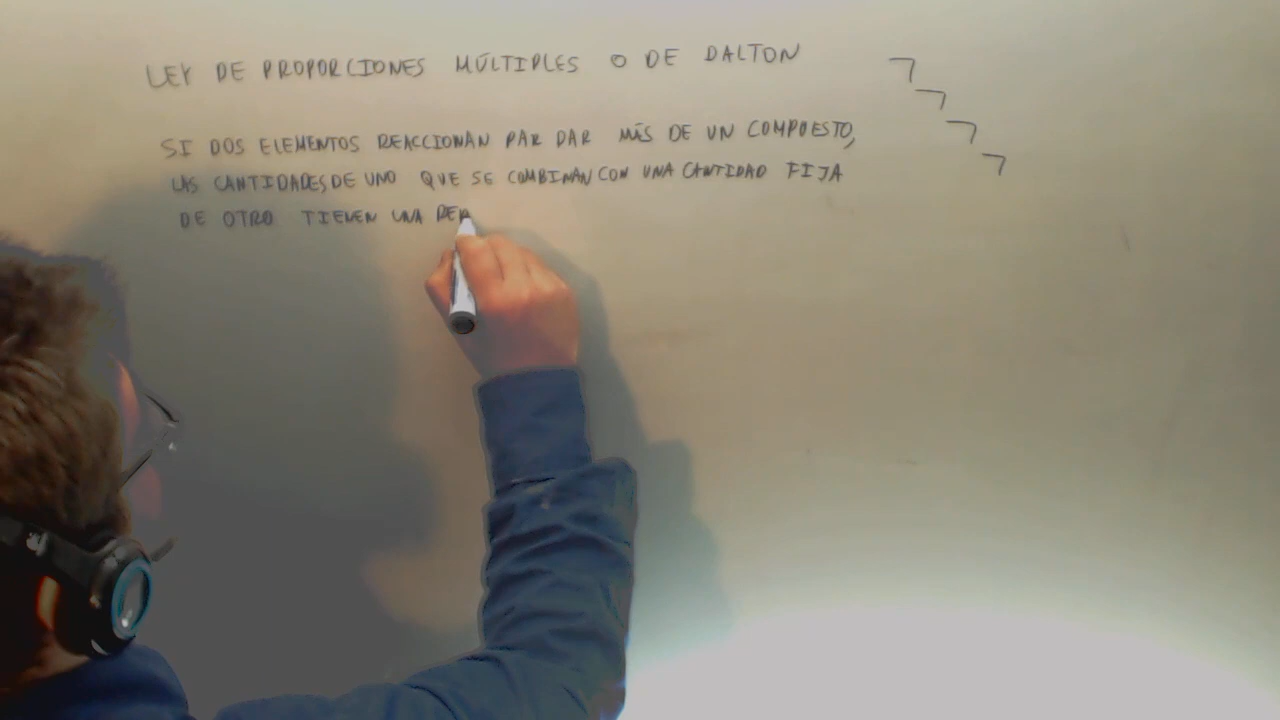 LEY DE PROPORCIONES MÚLTIPLES O DE DALTON
SI DOS ELEMENTOS REACCIONAN PAR DAR MÁS DE UN COMPUESTO,
LAS CANTIDADES DE UNO QUE SE COMBINAN CON UNA CANTIDAD FIJA
DE OTRO TIENEN UNA